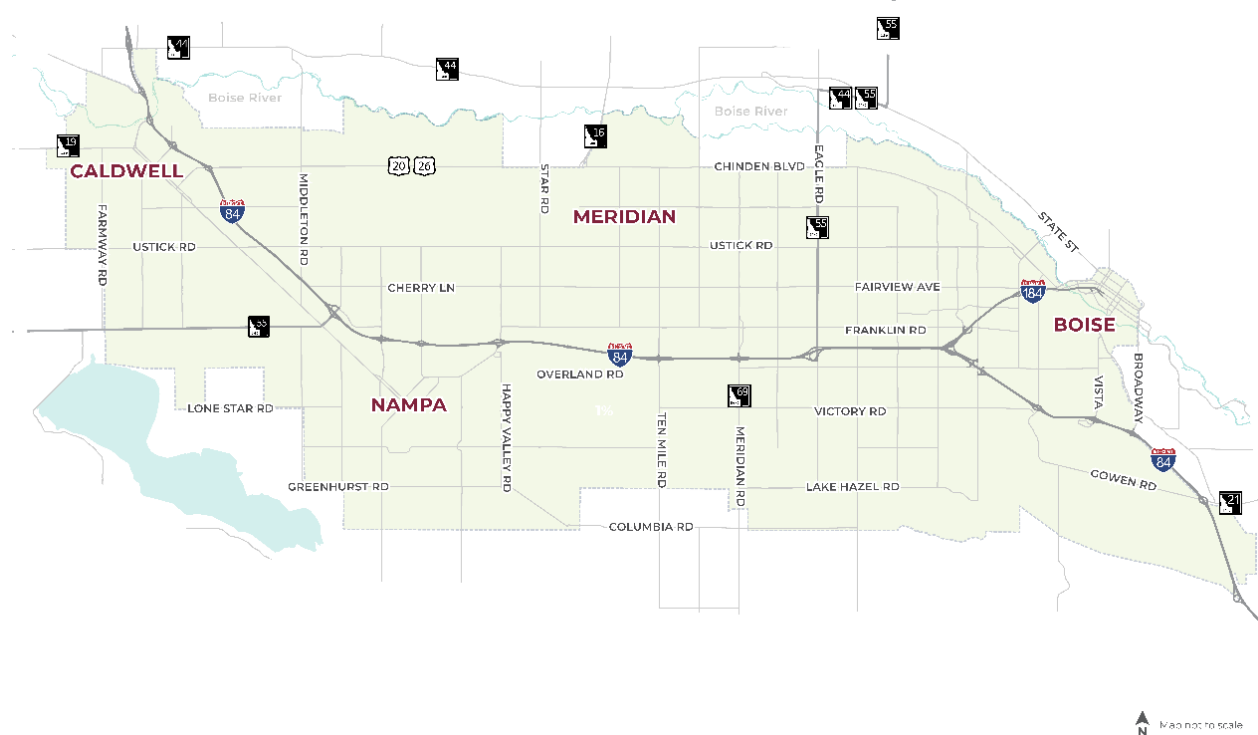 55
44
44
Boise River
44
55
Boise River
16
19
20
26
CHINDEN BLVD
CALDWELL
MIDDLETON RD
STAR RD
EAGLE RD
84
MERIDIAN
FARMWAY RD
55
STATE ST
USTICK RD
USTICK RD
CHERRY LN
FAIRVIEW AVE
184
55
FRANKLIN RD
BOISE
84
OVERLAND RD
VISTA
BROADWAY
69
NAMPA
LONE STAR RD
1%
VICTORY RD
HAPPY VALLEY RD
TEN MILE RD
MERIDIAN RD
84
GOWEN RD
GREENHURST RD
LAKE HAZEL RD
21
COLUMBIA RD
N
Map not to scale